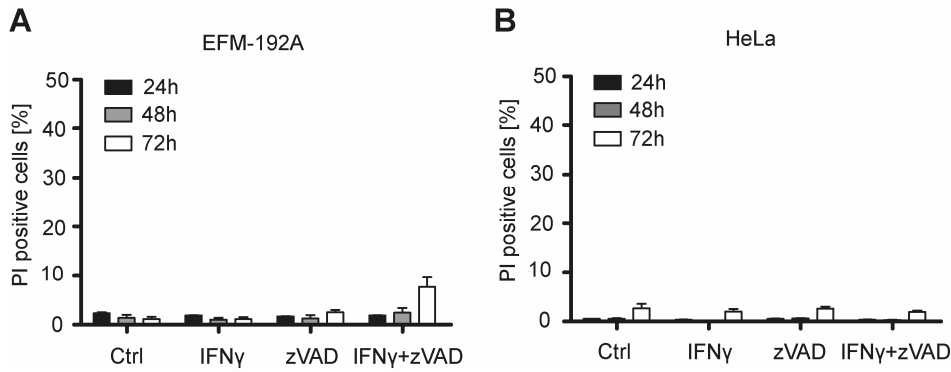 A
EFM-192A
PI positive cells [%]
50
40
30
20
10
0
24h
48h
72h
Ctrl IFNγ zVAD IFNγ+zVAD
B
HeLa
PI positive cells [%]
50
40
30
20
10
0
24h
48h
72h
Ctrl IFNγ zVAD IFNγ+zVAD